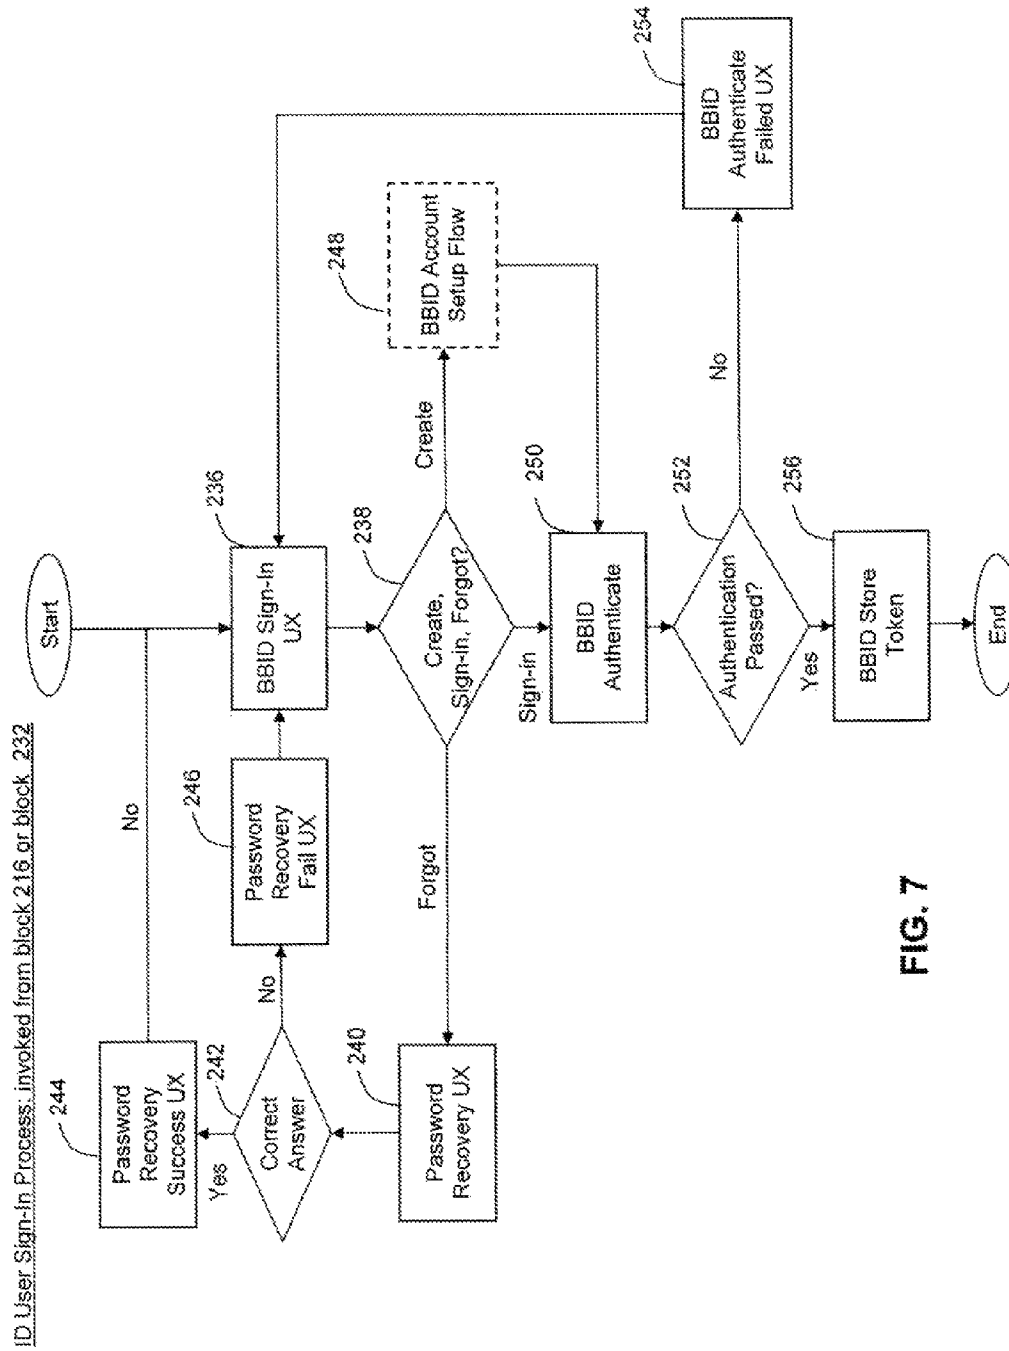 ID User Sign-In Process: invoked from block 216 or block 232
Start
No
244
Password
Recovery
Success UX
Yes
242
Correct
Answer
No
246
Password
Recovery
Fail UX
236
BBID Sign-In
UX
240
Password
Recovery UX
Forgot
238
Create,
Sign-In, Forgot?
Create
248
BBID Account
Setup Flow
Sign-in
250
BBID
Authenticate
252
Authentication
Passed?
No
254
BBID
Authenticate
Failed UX
Yes
256
BBID Store
Token
End
FIG. 7